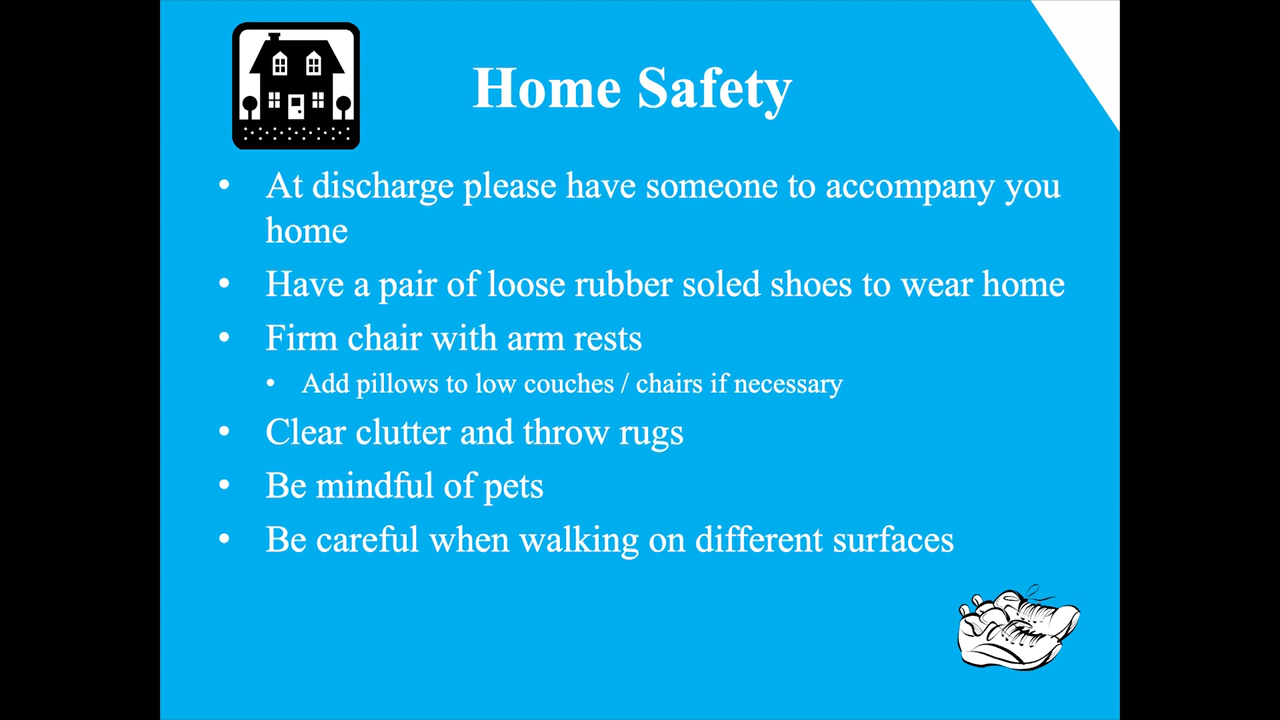 Home Safety
• At discharge please have someone to accompany you
home
• Have a pair of loose rubber soled shoes to wear home
• Firm chair with arm rests
• Add pillows to low couches / chairs if necessary
• Clear clutter and throw rugs
• Be mindful of pets
• Be careful when walking on different surfaces